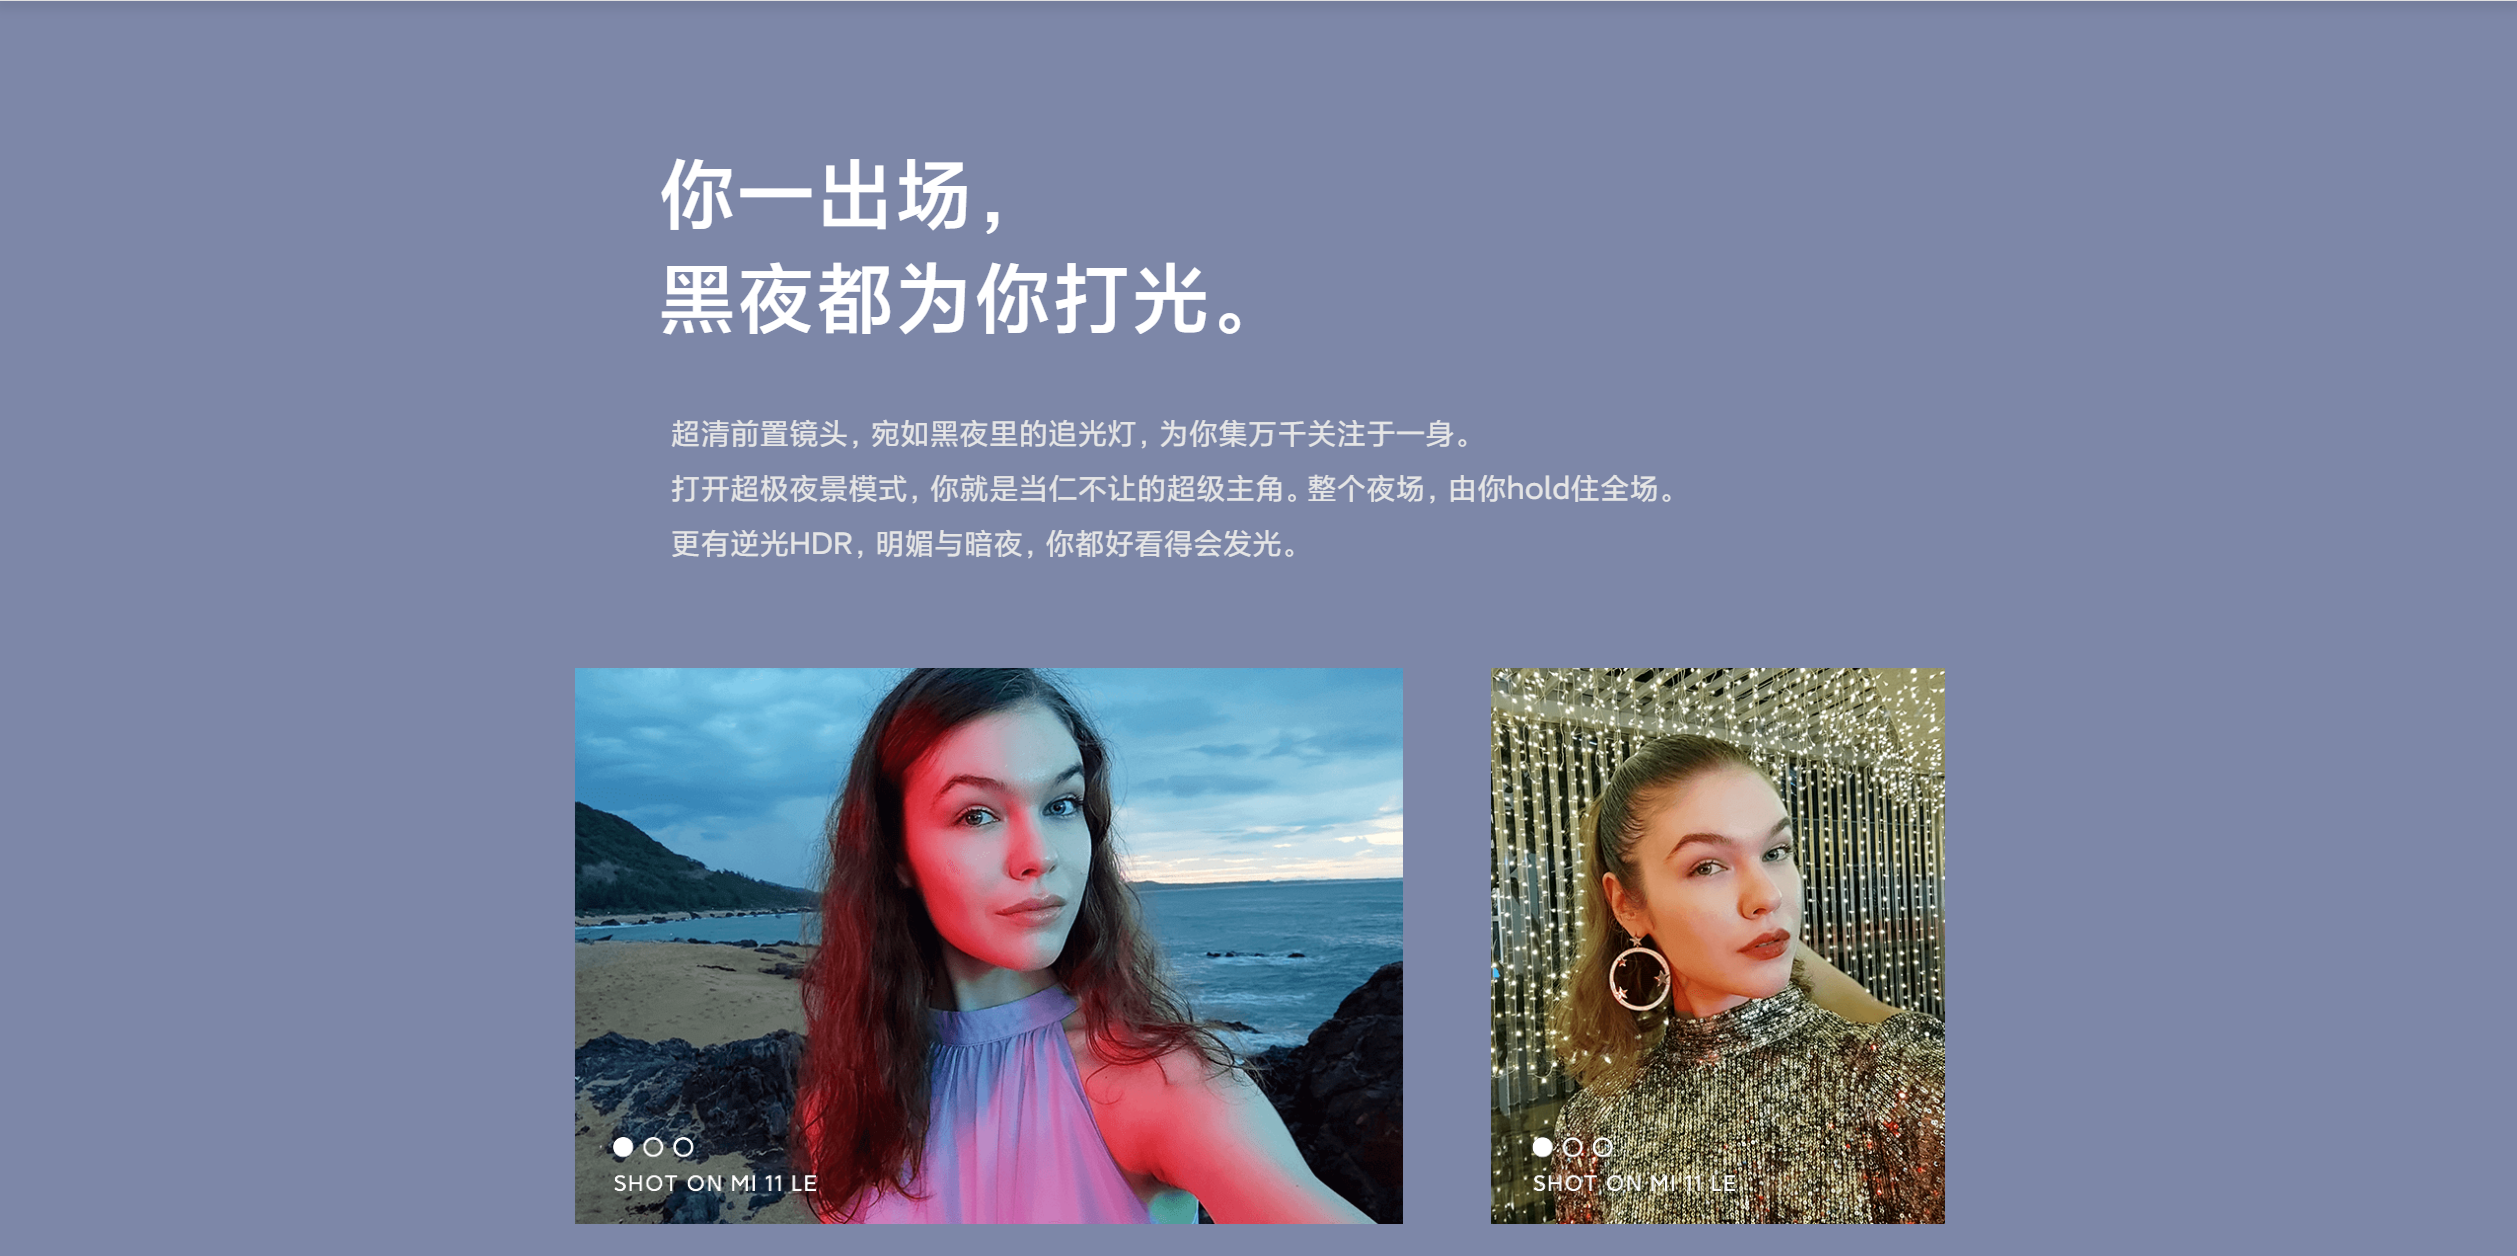 你一出场，
黑夜都为你打光。
超清前置镜头，宛如黑夜里的追光灯，为你集万千关注于一身。
打开超极夜景模式，你就是当仁不让的超级主角。整个夜场，由你hold住全场。
更有逆光HDR，明媚与暗夜，你都好看得会发光。
SHOT ON MI 11 LE
SHOT ON MI 11 LE